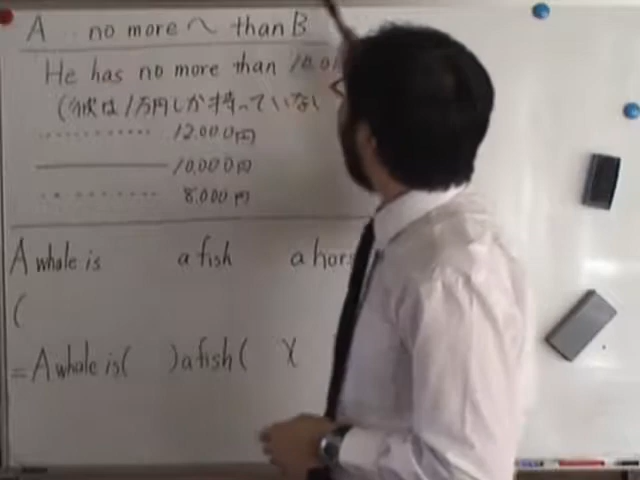 A no more 〜 than B
He has no more than 10,0
(彼は1万円しか持っていない
12,000円
10,000円
8,000円
A whale is a fish a hors
(
= A whale is ( ) a fish ( )(